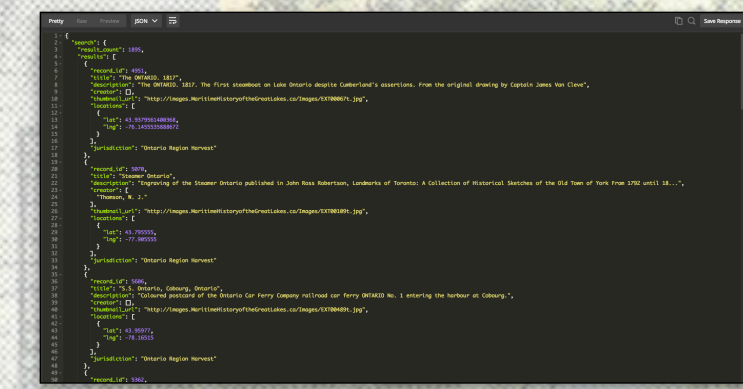 Pretty Raw Preview JSON Save Response
1 {
2 "search": {
3 "result_count": 1895,
4 "results": [
5 {
6 "record_id": 4951,
7 "title": "The ONTARIO. 1817",
8 "description": "The ONTARIO. 1817. The first steamboat on Lake Ontario despite Cumberland's assertions. From the original drawing by Captain James Van Cleve",
9 "creator": [],
10 "thumbnail_url": "http://images.MaritimeHistoryoftheGreatLakes.ca/Images/EXT00067t.jpg",
11 "locations": [
12 {
13 "lat": 43.9379561400368,
14 "lng": -76.1455535888672
15 }
16 ],
17 "jurisdiction": "Ontario Region Harvest"
18 },
19 {
20 "record_id": 5070,
21 "title": "Steamer Ontario",
22 "description": "Engraving of the Steamer Ontario published in John Ross Robertson, Landmarks of Toronto: A Collection of Historical Sketches of the Old Town of York From 1792 until 18...",
23 "creator": [
24 "Thomson, W. J."
25 ],
26 "thumbnail_url": "http://images.MaritimeHistoryoftheGreatLakes.ca/Images/EXT00109t.jpg",
27 "locations": [
28 {
29 "lat": 43.795555,
30 "lng": -77.905555
31 }
32 ],
33 "jurisdiction": "Ontario Region Harvest"
34 },
35 {
36 "record_id": 5606,
37 "title": "S.S. Ontario, Cobourg, Ontario",
38 "description": "Coloured postcard of the Ontario Car Ferry Company railroad car ferry ONTARIO No. 1 entering the harbour at Cobourg.",
39 "creator": [],
40 "thumbnail_url": "http://images.MaritimeHistoryoftheGreatLakes.ca/Images/EXT00489t.jpg",
41 "locations": [
42 {
43 "lat": 43.95977,
44 "lng": -78.16515
45 }
46 ],
47 "jurisdiction": "Ontario Region Harvest"
48 },
49 {
50 "record_id": 5362,